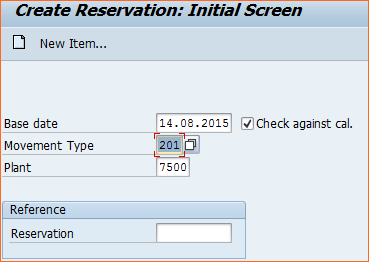 Create Reservation: Initial Screen
New Item...
Base date 14.08.2015 Check against cal.
Movement Type 201
Plant 7500
Reference
Reservation